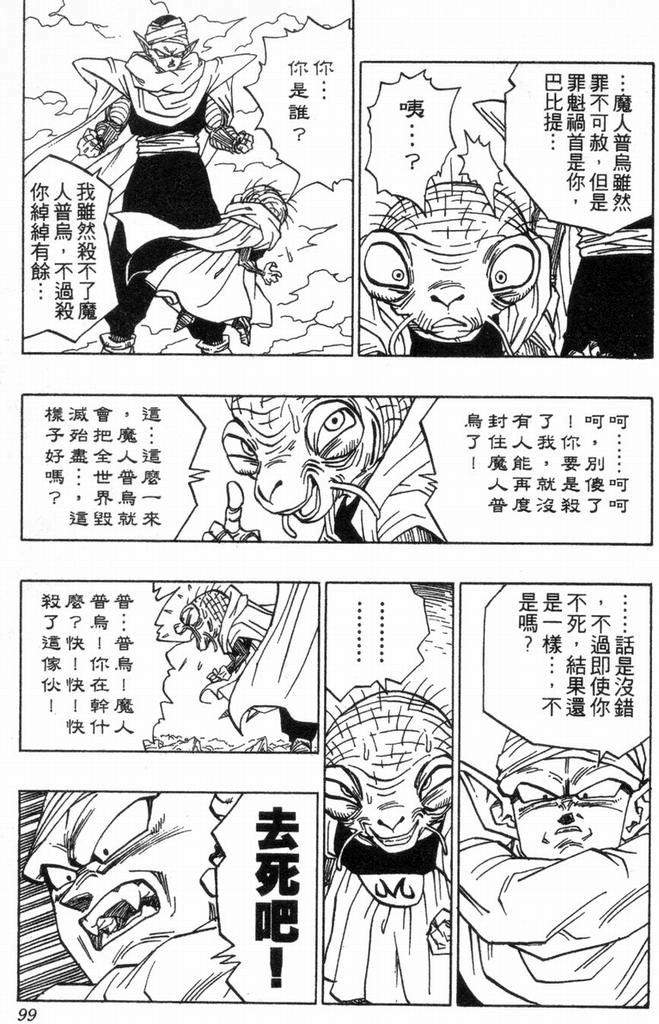 …魔人普烏雖然
罪不可赦，但是
罪魁禍首是你，
巴比提…
咦…？
你…
你是誰？
我雖然殺不了魔
人普烏，不過殺
你綽綽有餘…
呵……呵呵
呵，別傻了
！你要是殺
了我，就沒
有人能再度
封住魔人普
烏了！
這…這麼一來
，魔人普烏就
會把全世界毀
滅殆盡…，這
樣子好嗎？
……話是沒錯
，不過即使你
不死，結果還
是一樣…，不
是嗎？
………
………
普…普烏！魔人
普烏！你在幹什
麼？快！快！快
殺了這傢伙！
去死吧！
99